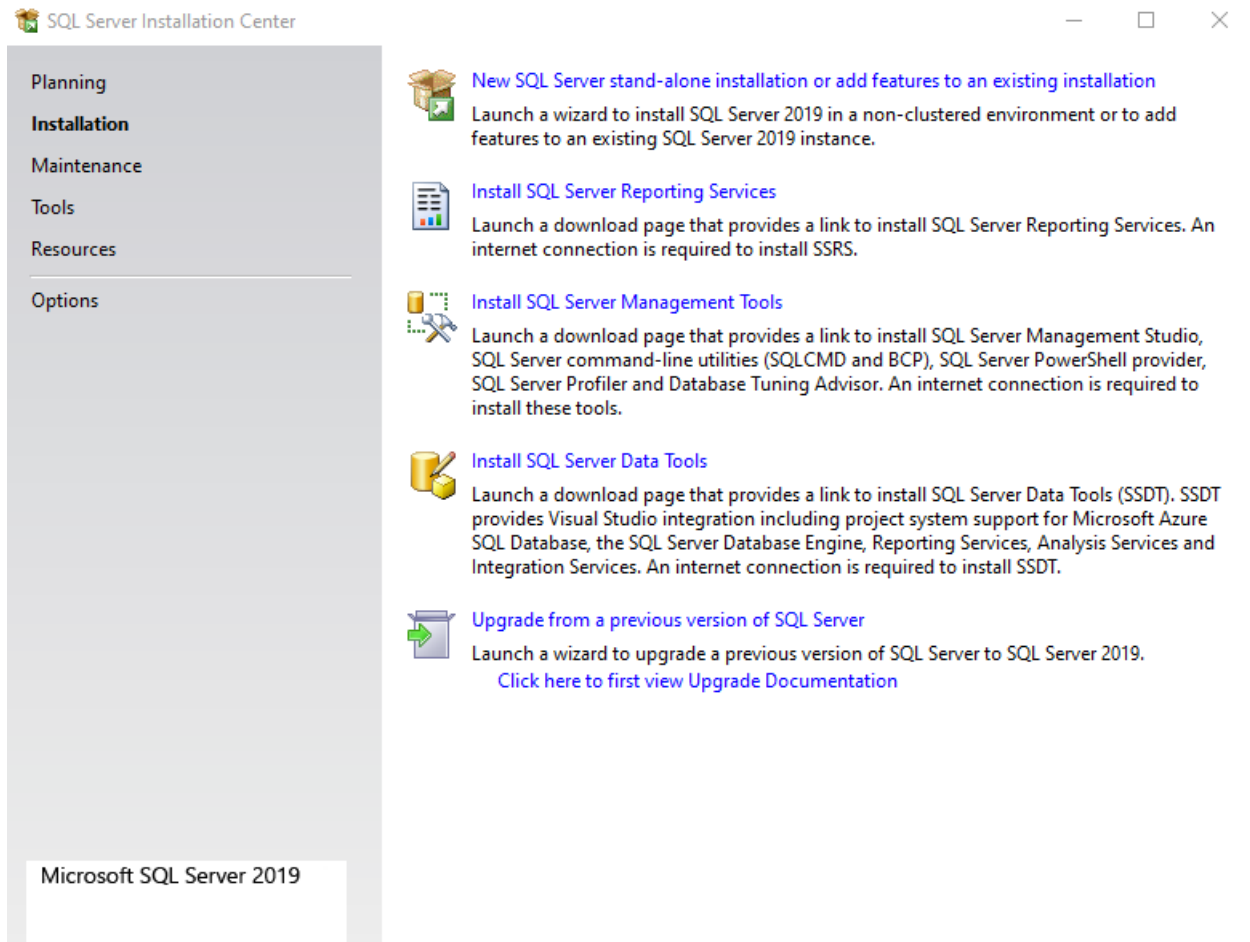 SQL Server Installation Center
Planning
Installation
Maintenance
Tools
Resources
Options
Microsoft SQL Server 2019
New SQL Server stand-alone installation or add features to an existing installation
Launch a wizard to install SQL Server 2019 in a non-clustered environment or to add
features to an existing SQL Server 2019 instance.
Install SQL Server Reporting Services
Launch a download page that provides a link to install SQL Server Reporting Services. An
internet connection is required to install SSRS.
Install SQL Server Management Tools
Launch a download page that provides a link to install SQL Server Management Studio,
SQL Server command-line utilities (SQLCMD and BCP), SQL Server PowerShell provider,
SQL Server Profiler and Database Tuning Advisor. An internet connection is required to
install these tools.
Install SQL Server Data Tools
Launch a download page that provides a link to install SQL Server Data Tools (SSDT). SSDT
provides Visual Studio integration including project system support for Microsoft Azure
SQL Database, the SQL Server Database Engine, Reporting Services, Analysis Services and
Integration Services. An internet connection is required to install SSDT.
Upgrade from a previous version of SQL Server
Launch a wizard to upgrade a previous version of SQL Server to SQL Server 2019.
Click here to first view Upgrade Documentation